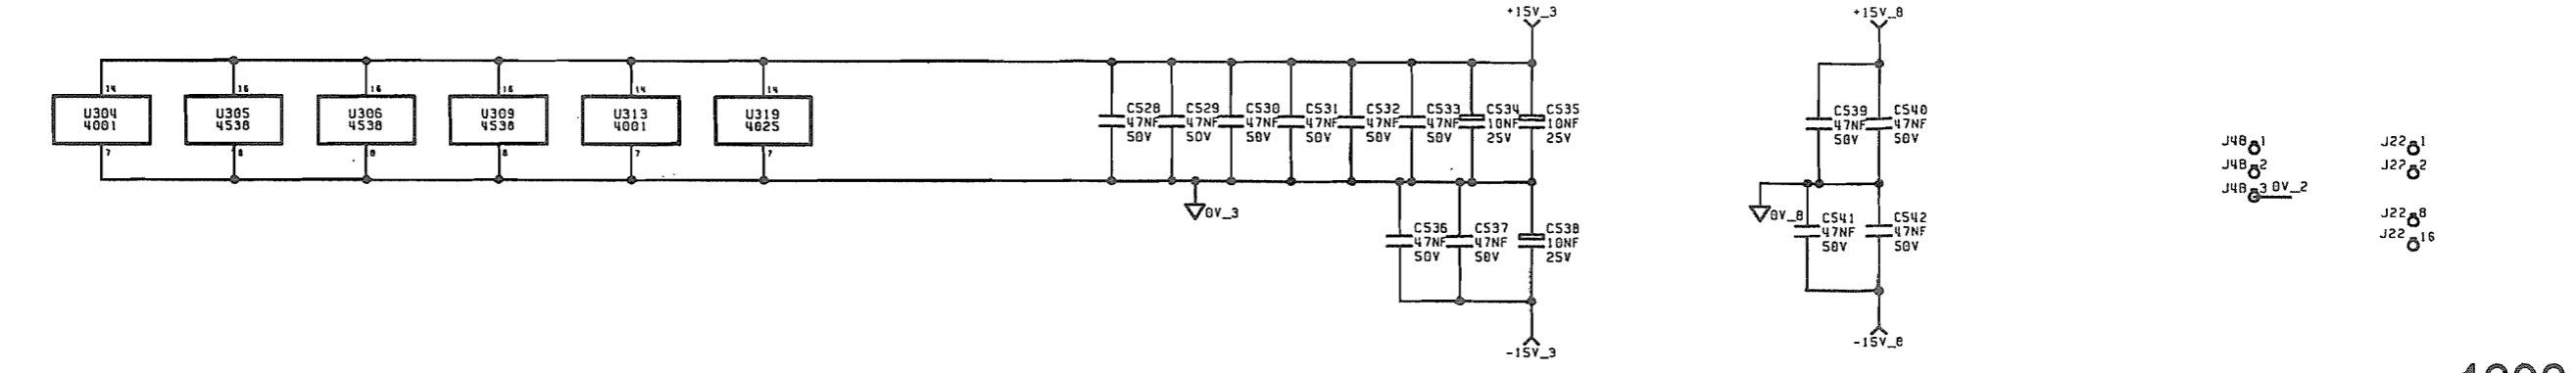 +15V_3
+15V_8
14
16
16
16
14
14
U304
4001
U305
4538
U306
4538
U309
4538
U313
4001
U319
4025
7
8
8
8
7
7
C528
47NF
50V
C529
47NF
50V
C530
47NF
50V
C531
47NF
50V
C532
47NF
50V
C533
47NF
50V
C534
10NF
25V
C535
10NF
25V
C539
47NF
50V
C540
47NF
50V
J48 1
J48 2
J48 3 0V_2
J22 1
J22 2
J22 8
J22 16
0V_3
0V_8
C536
47NF
50V
C537
47NF
50V
C538
10NF
25V
C541
47NF
50V
C542
47NF
50V
-15V_3
-15V_8